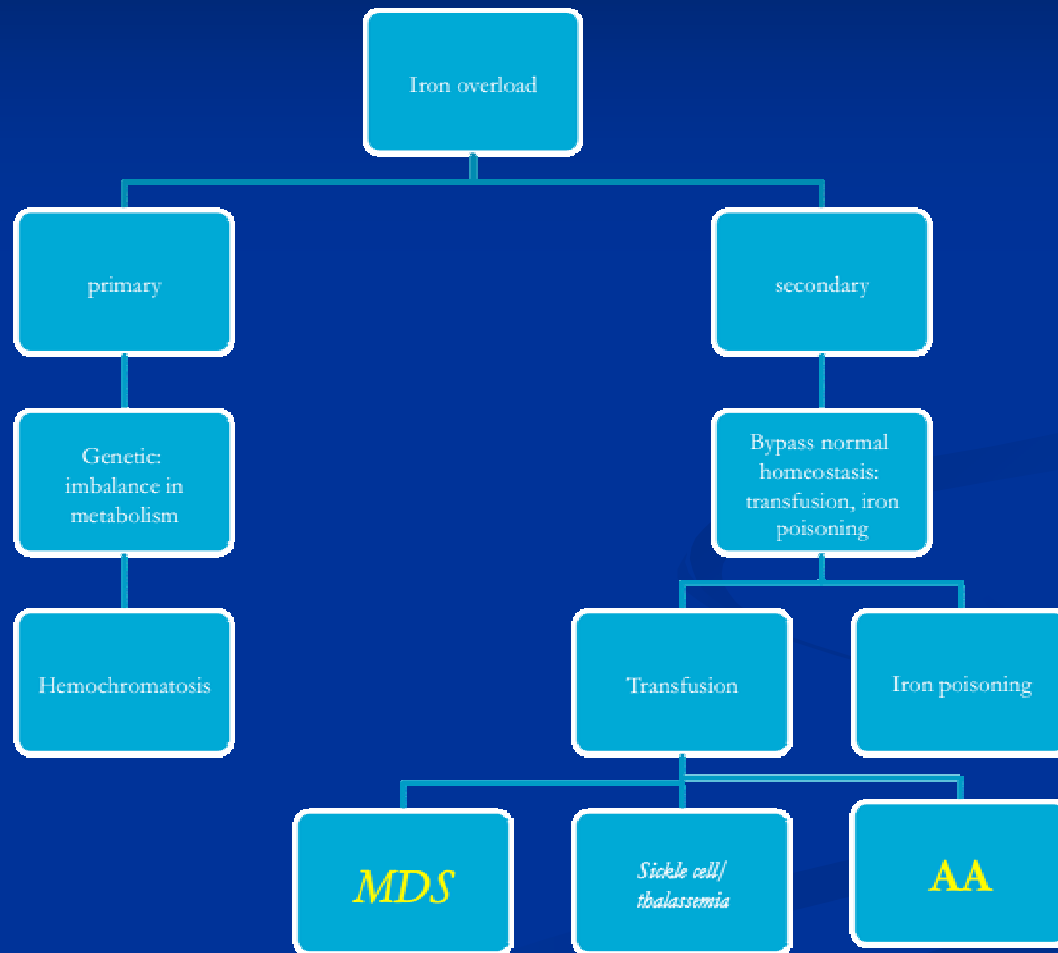 Iron overload
primary
secondary
Genetic:
imbalance in
metabolism
Bypass normal
homeostasis:
transfusion, iron
poisoning
Hemochromatosis
Transfusion
Iron poisoning
MDS
Sickle cell/
thalassemia
AA